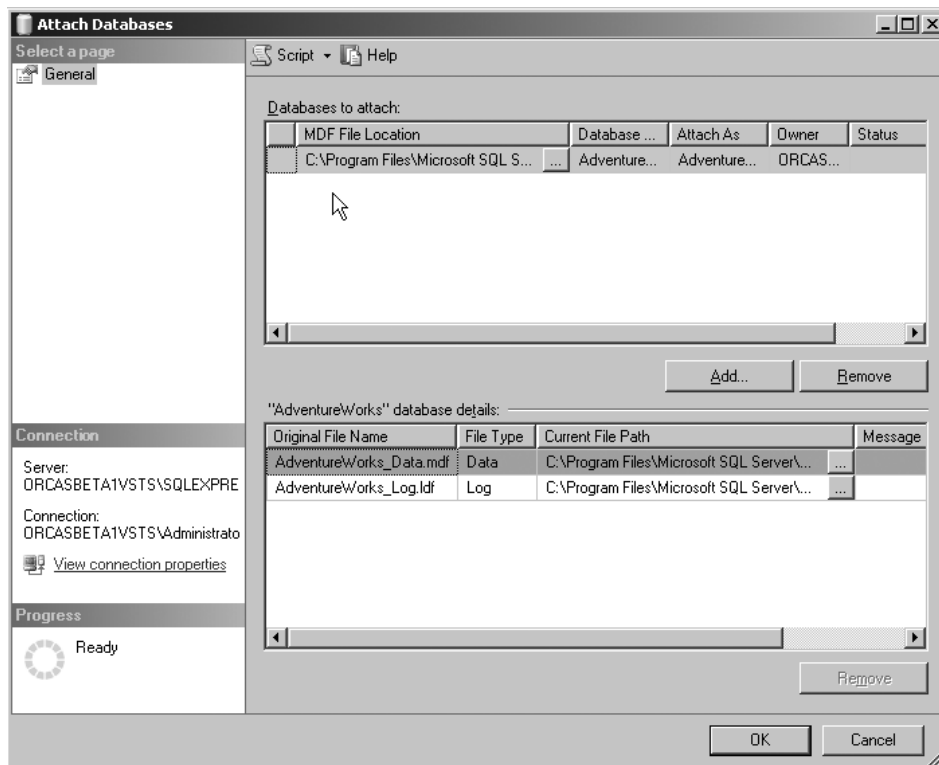 Attach Databases
Select a page
General
Script Help
Databases to attach:
MDF File Location Database ... Attach As Owner Status
C:\Program Files\Microsoft SQL S... ... Adventure... Adventure... ORCAS...
Add... Remove
"AdventureWorks" database details:
Original File Name File Type Current File Path Message
AdventureWorks_Data.mdf Data C:\Program Files\Microsoft SQL Server\... ...
AdventureWorks_Log.ldf Log C:\Program Files\Microsoft SQL Server\... ...
Connection
Server:
ORCASBETA1VSTS\SQLEXPRE
Connection:
ORCASBETA1VSTS\Administrato
View connection properties
Progress
Ready
Remove
OK Cancel